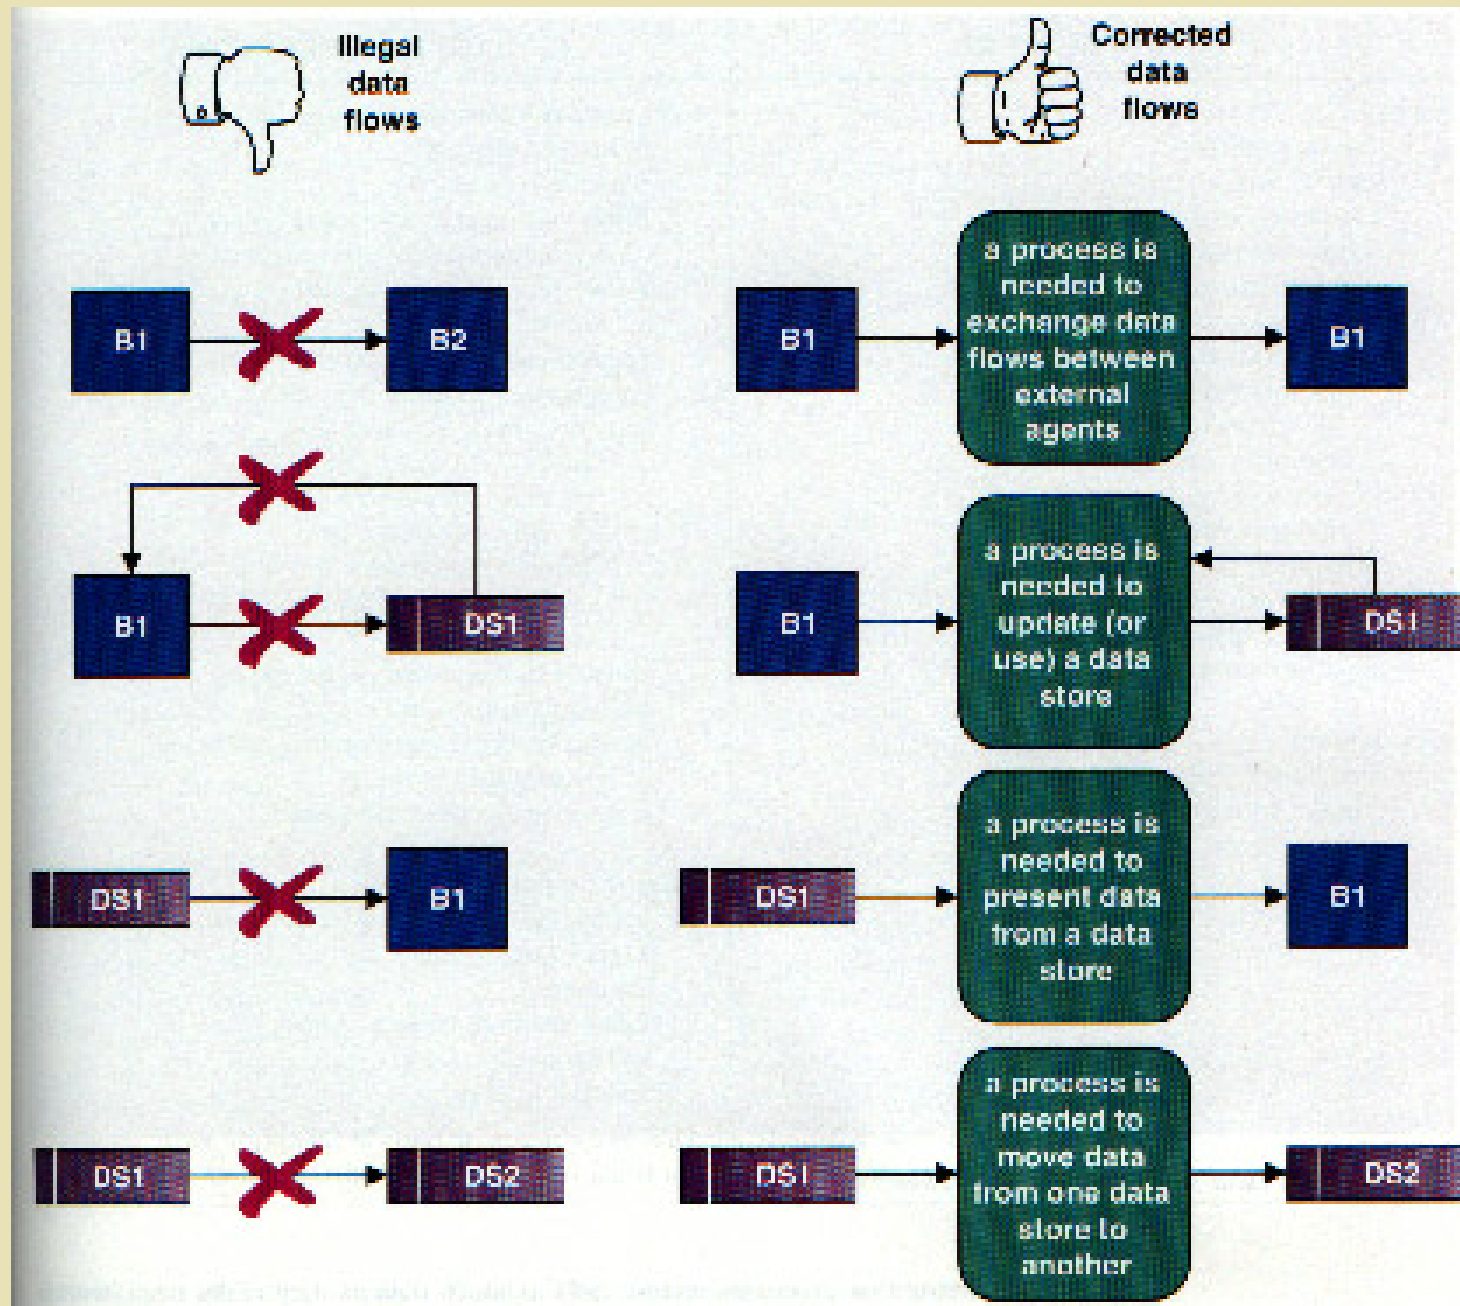 Illegal
data
flows
Corrected
data
flows
B1
B2
B1
a process is
needed to
exchange data
flows between
external
agents
B1
B1
DS1
B1
a process is
needed to
update (or
use) a data
store
DS1
DS1
B1
DS1
a process is
needed to
present data
from a data
store
B1
DS1
DS2
DS1
a process is
needed to
move data
from one data
store to
another
DS2